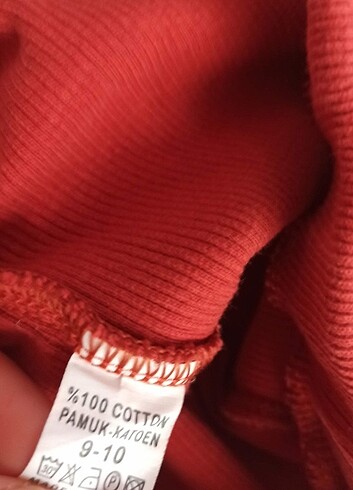 %100 COTTON
PAMUK-KATOEN
9-10
30°
P